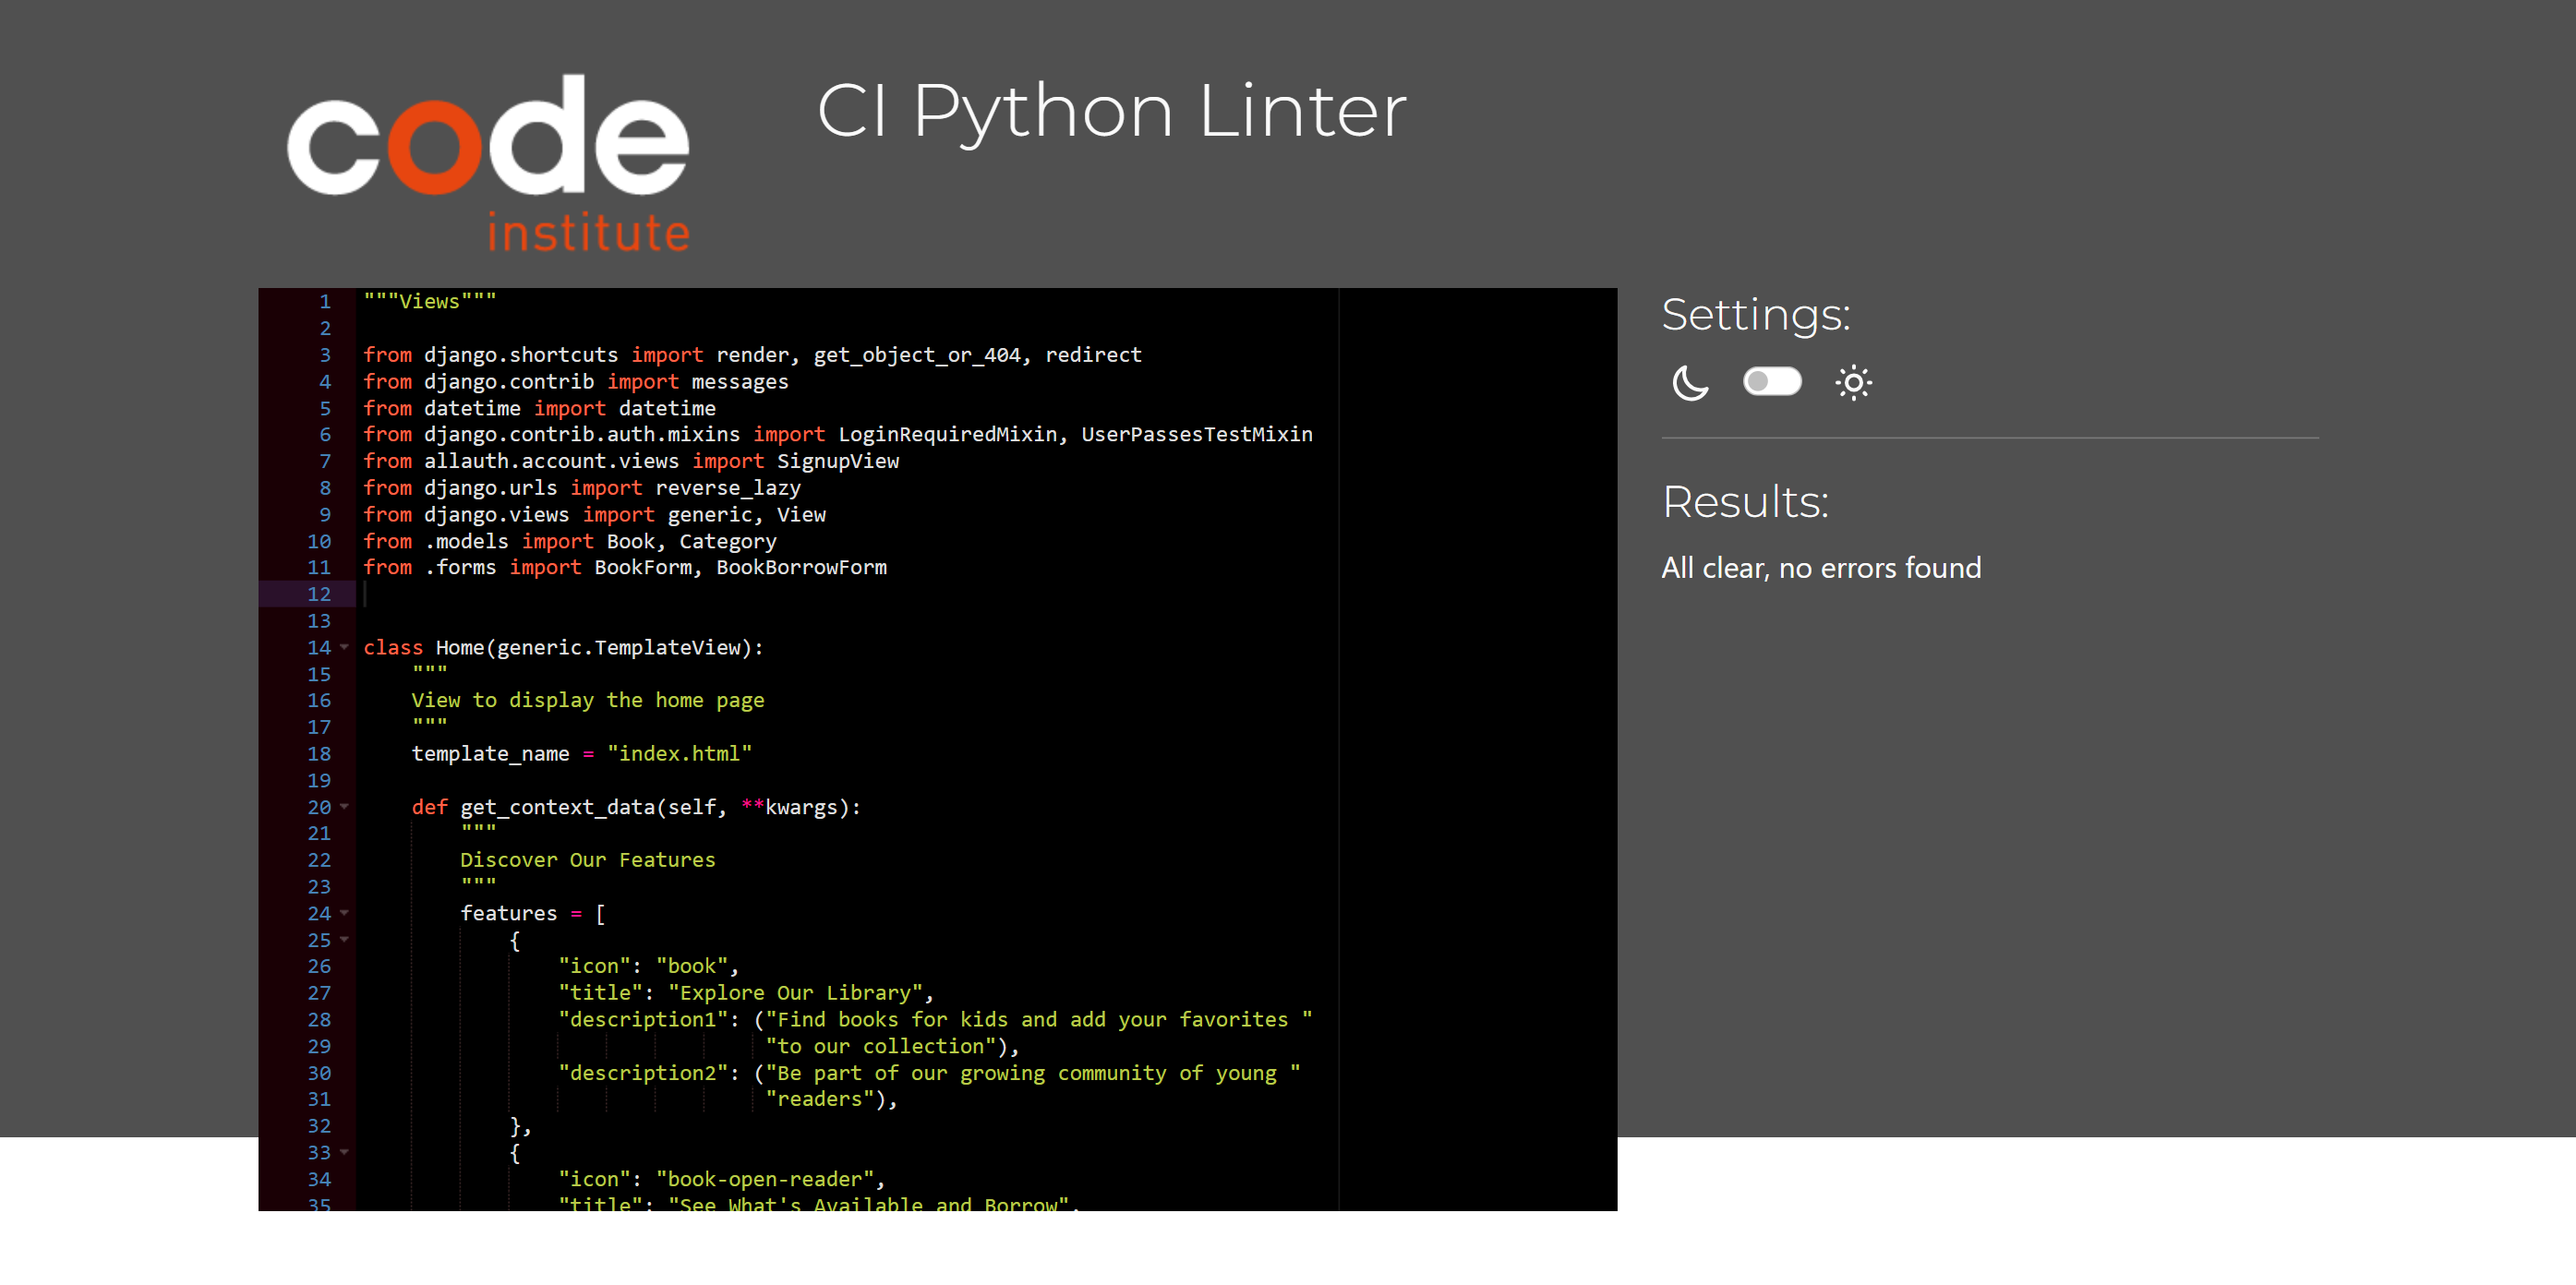 code
institute
CI Python Linter
1 """Views"""
2
3 from django.shortcuts import render, get_object_or_404, redirect
4 from django.contrib import messages
5 from datetime import datetime
6 from django.contrib.auth.mixins import LoginRequiredMixin, UserPassesTestMixin
7 from allauth.account.views import SignupView
8 from django.urls import reverse_lazy
9 from django.views import generic, View
10 from .models import Book, Category
11 from .forms import BookForm, BookBorrowForm
12
13
14 class Home(generic.TemplateView):
15     """
16     View to display the home page
17     """
18     template_name = "index.html"
19
20     def get_context_data(self, **kwargs):
21         """
22         Discover Our Features
23         """
24         features = [
25             {
26                 "icon": "book",
27                 "title": "Explore Our Library",
28                 "description1": ("Find books for kids and add your favorites "
29                                  "to our collection"),
30                 "description2": ("Be part of our growing community of young "
31                                  "readers"),
32             },
33             {
34                 "icon": "book-open-reader",
35                 "title": "See What's Available and Borrow",
Settings:
Results:
All clear, no errors found